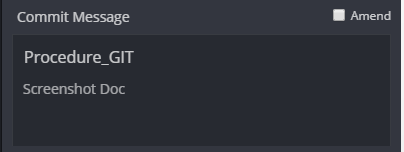 Commit Message
Amend
Procedure_GIT
Screenshot Doc